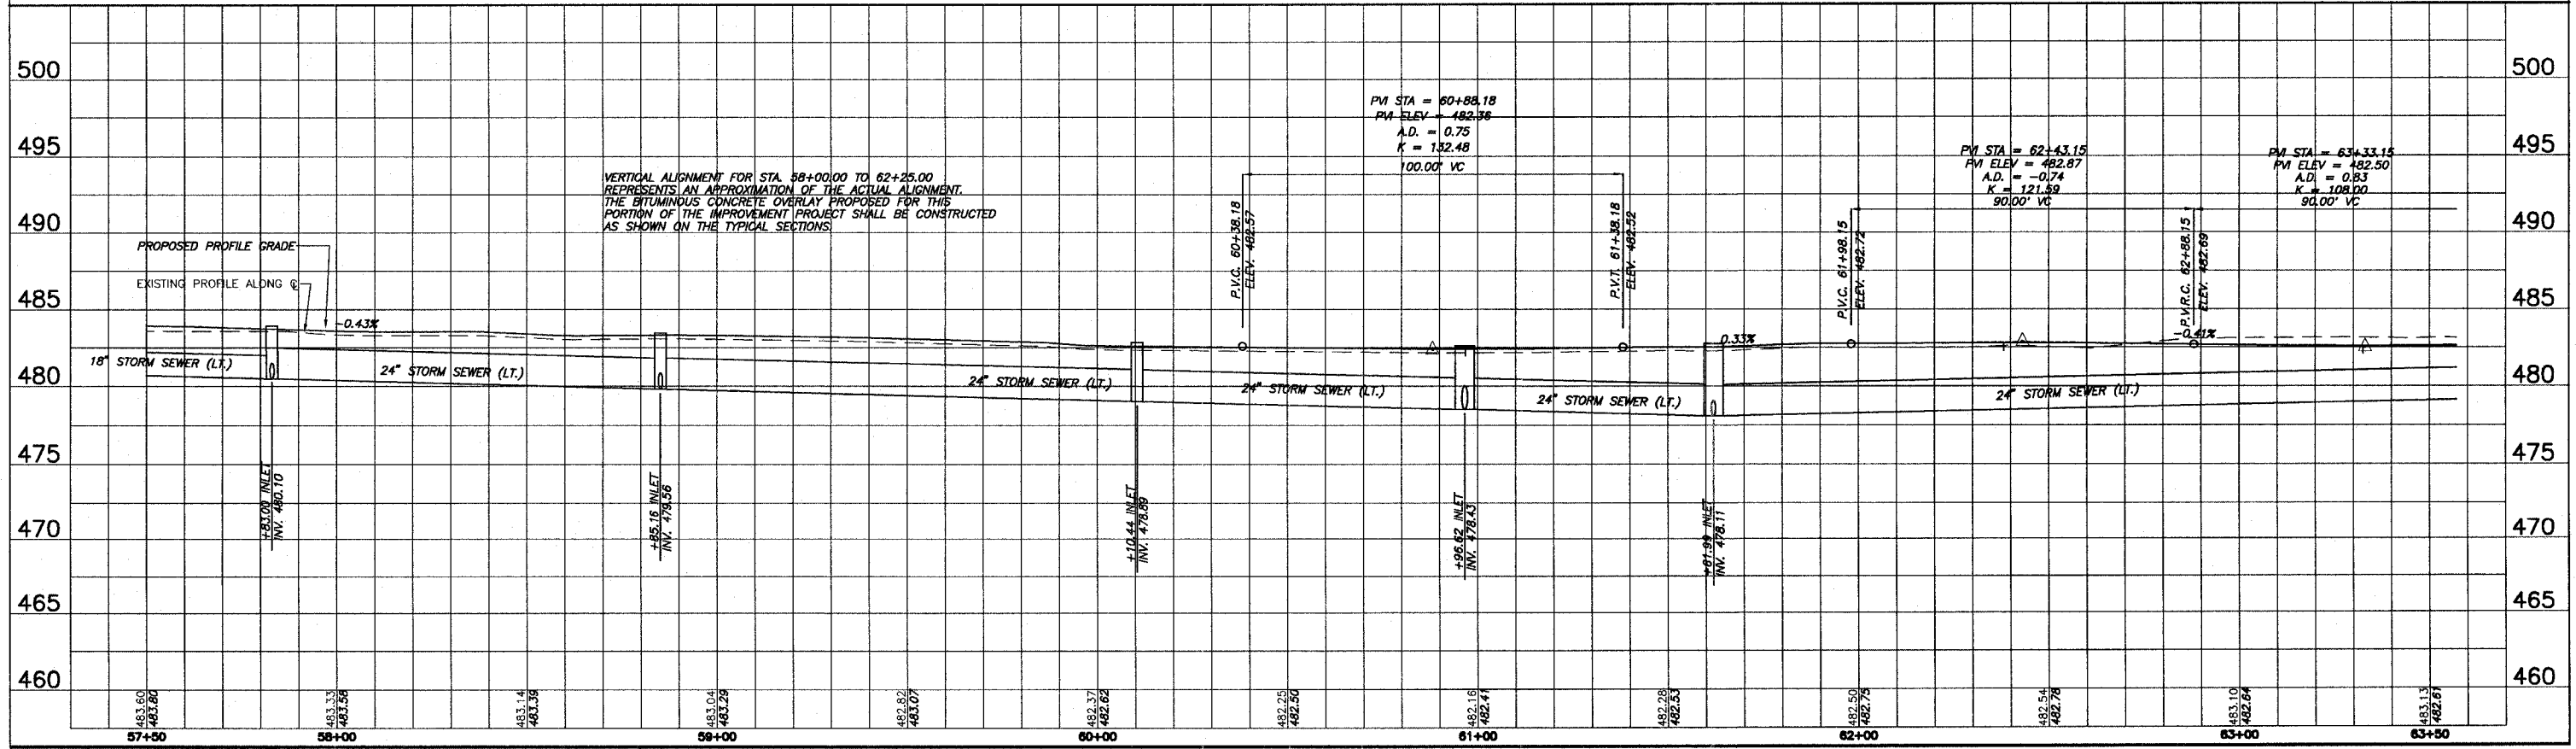 500
500
PVI STA = 60+88.18
PVI ELEV = 482.36
A.D. = 0.75
K = 132.48
100.00' VC
495
495
PVI STA = 62+43.15
PVI ELEV = 482.87
A.D. = -0.74
K = 121.59
90.00' VC
PVI STA = 63+33.15
PVI ELEV = 482.50
A.D. = 0.83
K = 108.00
90.00' VC
VERTICAL ALIGNMENT FOR STA. 58+00.00 TO 62+25.00
REPRESENTS AN APPROXIMATION OF THE ACTUAL ALIGNMENT.
THE BITUMINOUS CONCRETE OVERLAY PROPOSED FOR THIS
PORTION OF THE IMPROVEMENT PROJECT SHALL BE CONSTRUCTED
AS SHOWN ON THE TYPICAL SECTIONS.
490
490
P.V.C. 60+38.18
ELEV. 482.57
P.V.T. 61+38.18
ELEV. 482.52
P.V.C. 61+98.15
ELEV. 482.72
P.V.R.C. 62+88.15
ELEV. 482.69
PROPOSED PROFILE GRADE
EXISTING PROFILE ALONG ℄
485
485
-0.43%
0.33%
-0.41%
18" STORM SEWER (LT.)
24" STORM SEWER (LT.)
24" STORM SEWER (LT.)
24" STORM SEWER (LT.)
24" STORM SEWER (LT.)
24" STORM SEWER (LT.)
480
480
475
475
+83.00 INLET
INV. 480.10
+85.16 INLET
INV. 479.56
+10.44 INLET
INV. 478.89
+96.62 INLET
INV. 478.43
+61.99 INLET
INV. 478.11
470
470
465
465
460
460
483.60
483.80
483.33
483.58
483.14
483.39
483.04
483.29
482.82
483.07
482.37
482.62
482.25
482.50
482.16
482.41
482.28
482.53
482.50
482.75
482.54
482.78
483.10
482.64
483.13
482.61
57+50
58+00
59+00
60+00
61+00
62+00
63+00
63+50